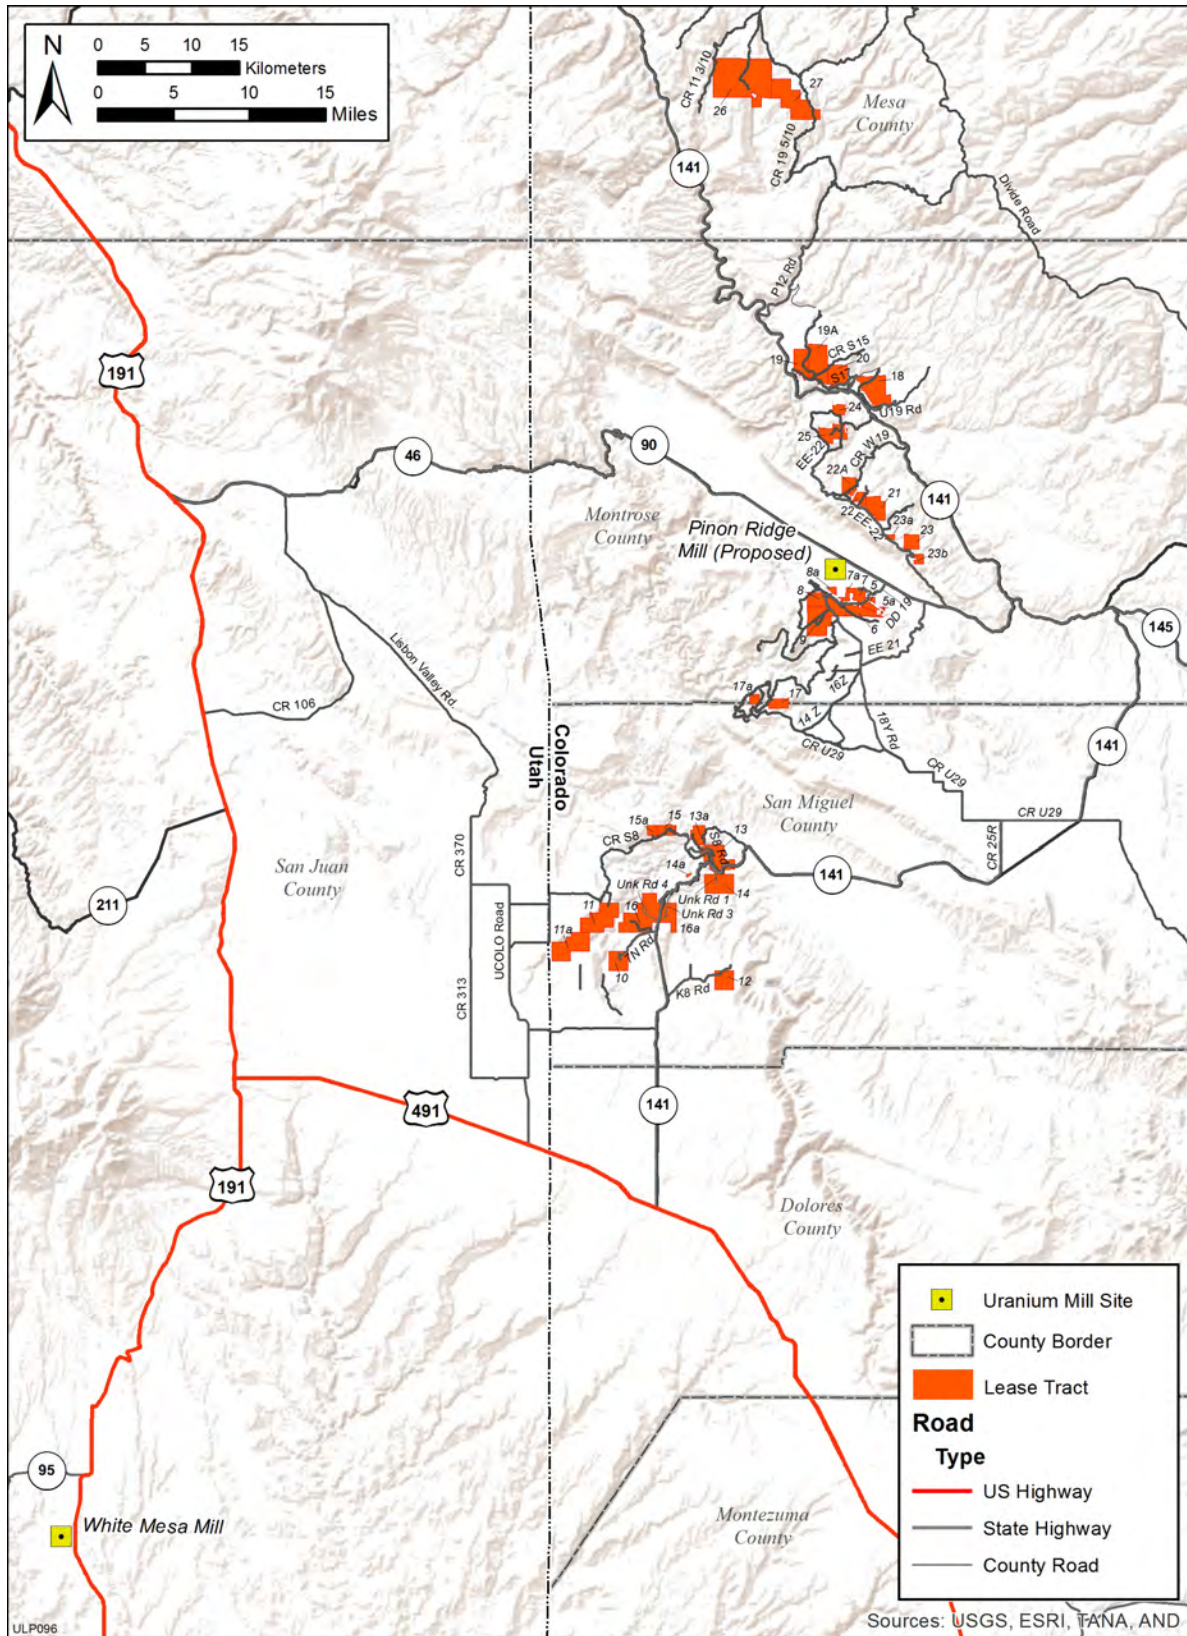 N
0 5 10 15
Kilometers
0 5 10 15
Miles
CR 11 3/10
26
27
Mesa
County
CR 19 5/10
141
Divide Road
P12 Rd
191
19A
CR S15
19
20
S17
18
U19 Rd
24
25
EE-22
CR W 19
46
90
22A
21
141
22
EE-22
23a
23
23b
Montrose
County
Pinon Ridge
Mill (Proposed)
8a
7a
7
5
8
5a
DD 19
6
9
EE 21
145
Lisbon Valley Rd.
CR 106
17a
17
16Z
14 Z
18Y Rd
CR U29
CR U29
CR U29
141
Colorado
Utah
San Miguel
County
CR 25R
15a
15
13a
13
CR S8
S8 Rd
14a
14
141
San Juan
County
CR 370
211
Unk Rd 4
Unk Rd 1
Unk Rd 3
11
16
16a
11a
UCOLO Road
7N Rd
10
K8 Rd
12
CR 313
141
491
191
Dolores
County
95
White Mesa Mill
Montezuma
County
Uranium Mill Site
County Border
Lease Tract
Road
Type
US Highway
State Highway
County Road
Sources: USGS, ESRI, TANA, AND
ULP096